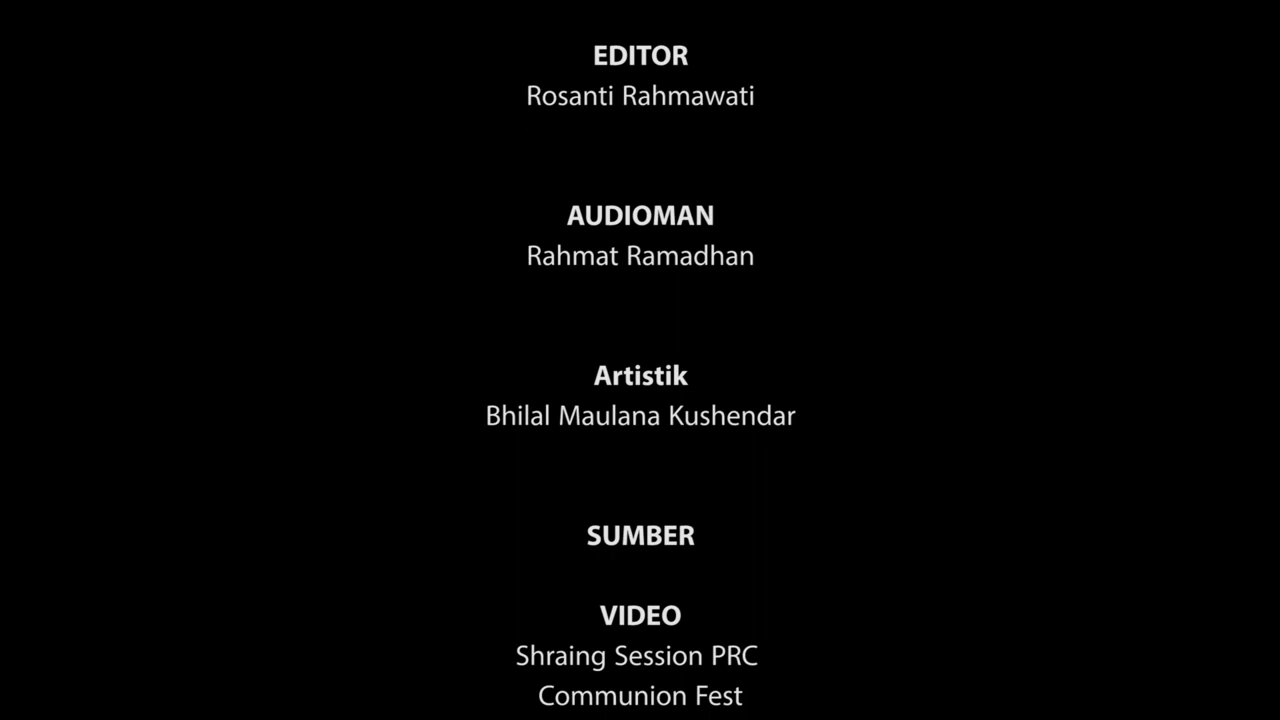 EDITOR
Rosanti Rahmawati
AUDIOMAN
Rahmat Ramadhan
Artistik
Bhilal Maulana Kushendar
SUMBER
VIDEO
Shraing Session PRC
Communion Fest